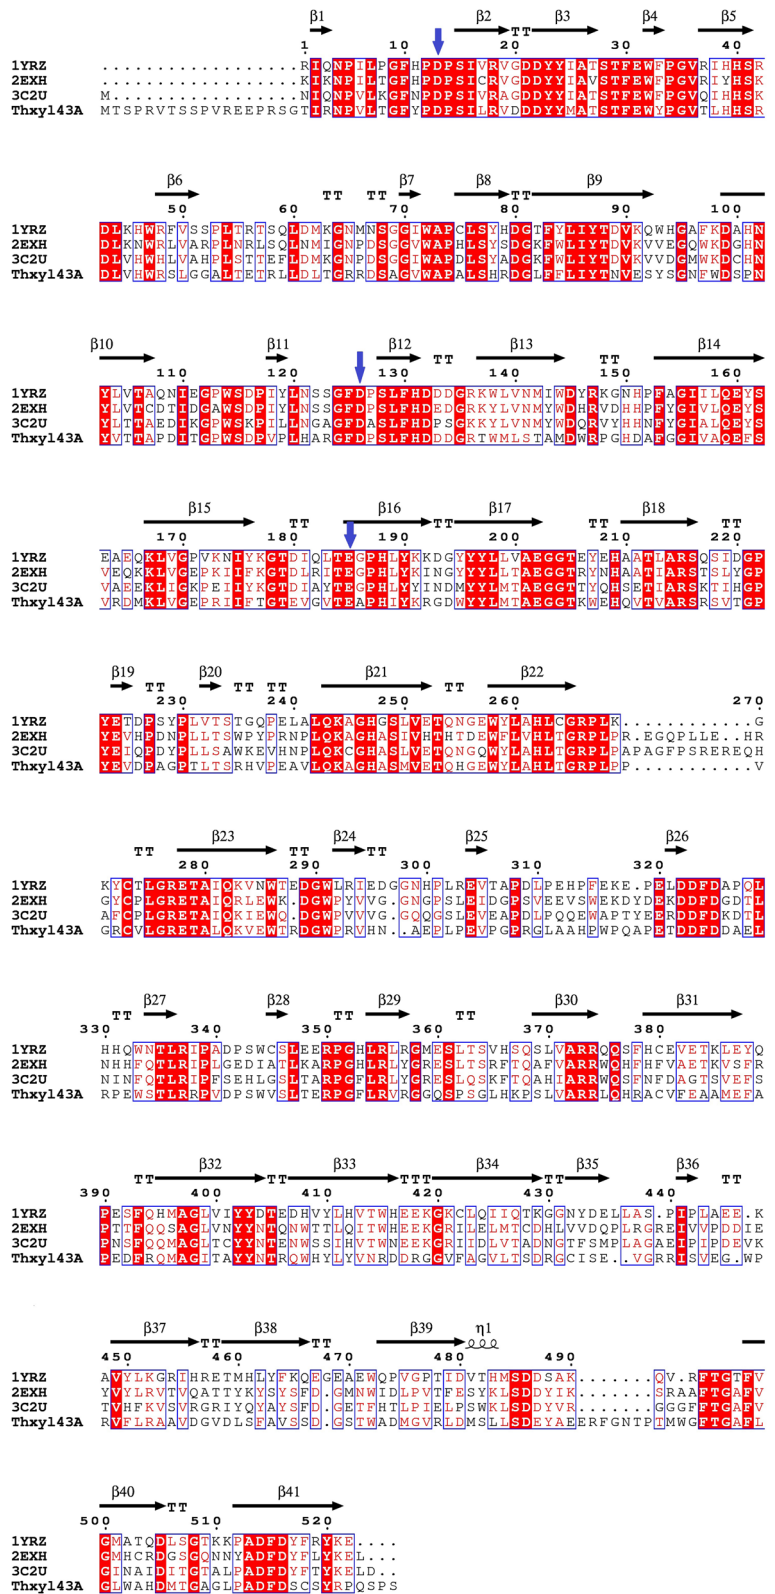 β1 β2 TT β3 β4 β5
1 10 20 30 40
1YRZ ..................RIQNPILPGFHPDPSIVRVGDDYYIATSTFEWFPGVRIHHSR
2EXH ..................KIKNPILTGFHPDPSICRVGDDYYIAVSTFEWFPGVRIYHSK
3C2U M.................NIQNPVLKGFNPDPSIVRAGDDYYIATSTFEWFPGVQIHHSK
Thxyl43A MTSPRVTSSPVREEPRSGTIRNPVLTGFYPDPSILRVDDDYYMATSTFEWYPGVTLHHSK
β6 TT TT β7 β8 TT β9
50 60 70 80 90 100
1YRZ DLKHWRFVSSPLTRTSQLDMKGNMNSGGIWAPCLSYHDGTFYLIYTDVKQWHGAFKDAHN
2EXH DLKNWRLVARPLNRLSQLNMIGNPDSGGVWAPHLSYSDGKFWLIYTDVKVVEGQWKDGHN
3C2U DLVHWHLVAHPLSTTEFLDMKGNPDSGGIWAPDLSYADGKFWLIYTDVKVVDGMWKDCHN
Thxyl43A DLVHWRSLGGALTETRLLDLTGRRDSAGVWAPALSHRDGLFFLIYTNVESYSGNFWDSPN
β10 β11 β12 TT β13 TT β14
110 120 130 140 150 160
1YRZ YLVTAQNIEGPWSDPIYLNSSGFDPSLFHDDDGRKWLVNMIWDYRKGNHPFAGIILQEYS
2EXH YLVTCDTIDGAWSDPIYLNSSGFDPSLFHDEDGRKYLVNMYWDHRVDHHPFYGIVLQEYS
3C2U YLTTAEDIKGPWSKPILLNGAGFDASLFHDPSGKKYLVNMYWDQRVYHHNFYGIALQEYS
Thxyl43A YVTTAPDITGPWSDPVPLHARGFDPSLFHDDDGRTWMLSTAMDWRPGHDAFGGIVAQEFS
β15 TT β16 TT β17 TT β18 TT
170 180 190 200 210 220
1YRZ EAEQKLVGPVKNIYKGTDIQLTEGPHLYKKDGYYYLLVAEGGTEYEHAATLARSQSIDGP
2EXH VEQKKLVGEPKIIFKGTDLRITEGPHLYKINGYYYLLTAEGGTRYNHAATIARSTSLYGP
3C2U VAEEKLIGKPEIIYKGTDIAYTEGPHLYYINDMYYLMTAEGGTTYQHSETIARSKTIHGP
Thxyl43A VRDMKLVGEPRIIFTGTEVGVTEAPHIYKRGDWYYLMTAEGGTKWEHQVTVARSRSVTGP
β19 TT β20 TT TT β21 TT β22
230 240 250 260 270
1YRZ YETDPSYPLVTSTGQPELALQKAGHGSLVETQNGEWYLAHLCGRPLK............G
2EXH YEVHPDNPLLTSWPYRNPLQKAGHASIVHTHTDEWFLVHLTGRPLPR.EGQPLLE..HR
3C2U YEIQPDYPLLSAWKEVHNPLQKCGHASIVETQNGQWYLAHLTGRPLPAPAGFPSREREQH
Thxyl43A YEVDPAGPTLTSRHVPEAVLQKAGHASMVETQHGEWYLAHLTGRPLPP...........V
TT β23 TT β24 TT β25 β26
280 290 300 310 320
1YRZ KYCTLGRETAIQKVNWTEDGWLRIEDGGNHPLREVTAPDLPEHPFEKE.PELDDFDAPQL
2EXH GYCPLGRETAIQRLEWK.DGWPYVVG.GNGPSLEIDGPSVEEVSWEKDYDEKDDFDGDTL
3C2U AFCPLGRETAIQKIEWQ.DGWPVVVG.GQQGSLEVEAPDLPQQEWAPTYEERDDFDKDTL
Thxyl43A GRCVLGRETALQKVEWTRDGWPRVHN..AEPLPEVPGPRGLAAHPWPQAPETDDFDDAEL
TT β27 β28 TT β29 TT β30 β31
330 340 350 360 370 380
1YRZ HHQWNTLRIPADPSWCSLEERPGHLRLRGMESLTSVHSQSLVARRQQSFHCEVETKLEYQ
2EXH NHHFQTLRIPLGEDIATLKARPGHLRLYGRESLTSRFTQAFVARRWQHFHFVAETKVSFR
3C2U NINFQTLRIPFSEHLGSLTARPGFLRLYGRESLQSKFTQAHIARRWQSFNFDAGTSVEFS
Thxyl43A RPEWSTLRRPVDPSWVSLTERPGFLRVRGGQSPSGLHKPSLVARRLQHRACVFEAAMEFA
TT β32 TT β33 TTT β34 TT β35 β36 TT
390 400 410 420 430 440
1YRZ PESFQHMAGLVIYYDTEDHVYLHVTWHEEKGKCLQIIQTKGGNYDELLAS.PIPLAEE.K
2EXH PTTFQQSAGLVNYYNTQNWTTLQITWHEEKGRILELMTCDHLVVDQPLRGREIVVPDDIE
3C2U PNSFQQMAGLTCYYNTENWSSIHVTWNEEKGRIIDLVTADNGTFSMPLAGAEIPIPDEVK
Thxyl43A PEDFRQMAGITAYYNTRQWHYLYVNRDDRGGVFAGVLTSDRGCISE..VGRRISVEG.WP
β37 TT β38 TT β39 η1
450 460 470 480 490
1YRZ AVYLKGRIHRETMHLYFKQEGEAEWQPVGPTIDVTHMSDDSAK.......QV.RFTGTFV
2EXH YVYLRVTVQATTYKYSYSFD.GMNWIDLPVTFESYKLSDDYIK.......SRAAFTGAFV
3C2U TVHFKVSVRGRIYQYAYSFD.GETFHTLPIELPSWKLSDDYVR.......GGGFFTGAFV
Thxyl43A RVFLRAAVDGVDLSFAVSSD.GSTWADMGVRLDMSLLSDEYAEERFGNTPTMWGFTGAFL
β40 TT β41
500 510 520
1YRZ GMATQDLSGTKKPADFDYFRYKE....
2EXH GMHCRDGSGQNNYADFDYFLYKEL...
3C2U GINAIDITGTALPADFDYFTYKELD..
Thxyl43A GLWAHDMTGAGLPADFDSCSYRPQSPS